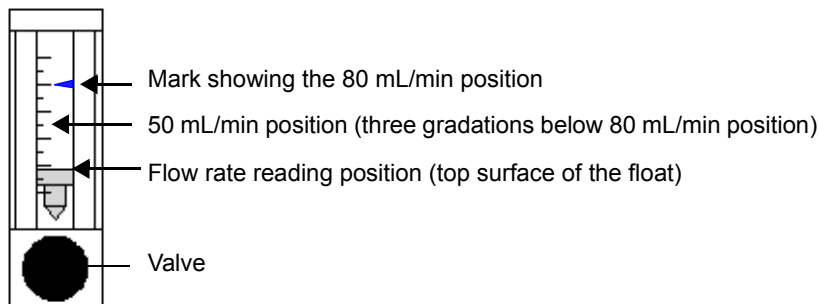 Mark showing the 80 mL/min position
50 mL/min position (three gradations below 80 mL/min position)
Flow rate reading position (top surface of the float)
Valve